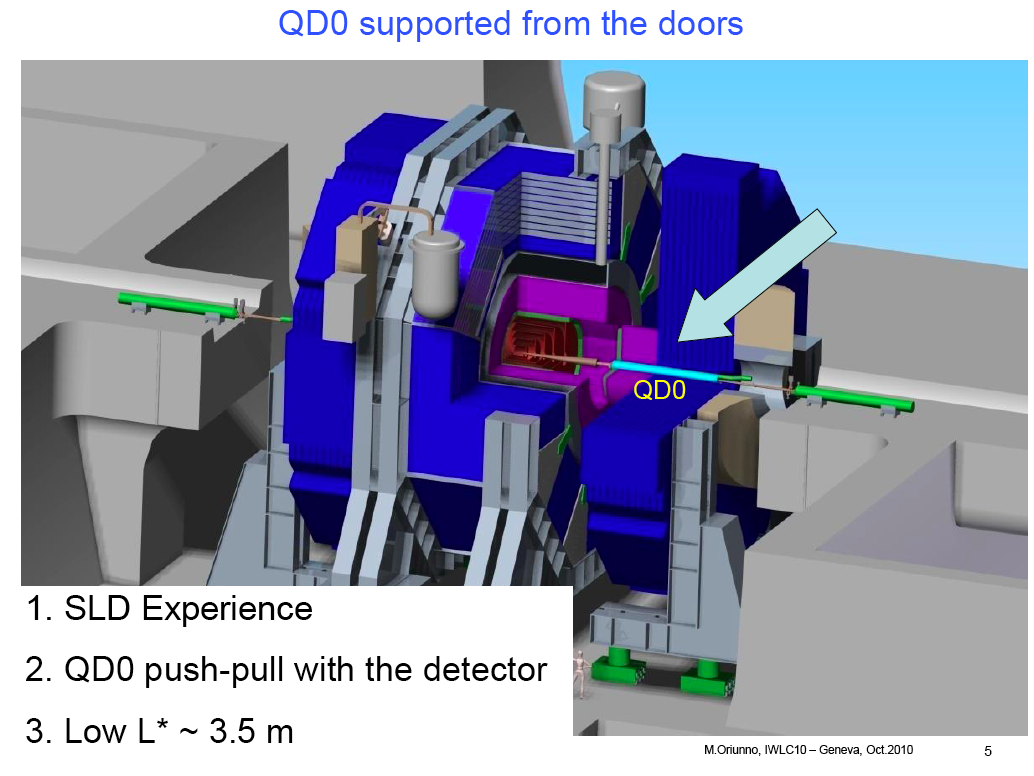 QD0 supported from the doors
QD0
1. SLD Experience
2. QD0 push-pull with the detector
3. Low L* ~ 3.5 m
M.Oriunno, IWLC10 – Geneva, Oct.2010
5